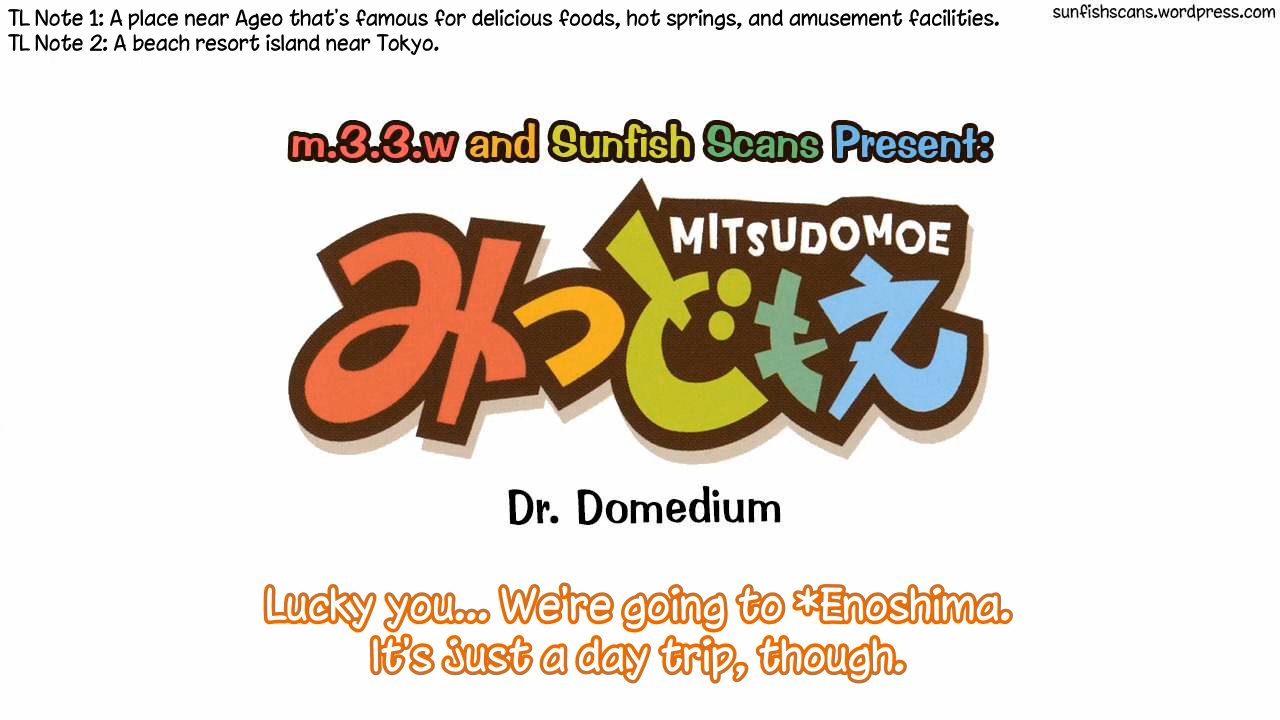 TL Note 1: A place near Ageo that's famous for delicious foods, hot springs, and amusement facilities.
TL Note 2: A beach resort island near Tokyo.
sunfishscans.wordpress.com
m.3.3.w and Sunfish Scans Present:
MITSUDOMOE
みつどもえ
Dr. Domedium
Lucky you... We're going to *Enoshima.
It's just a day trip, though.